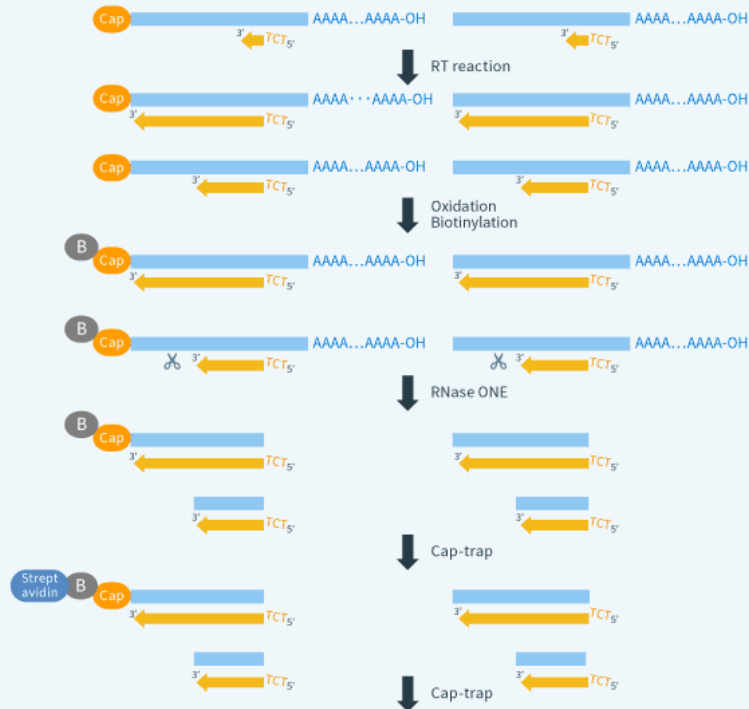 Cap AAAA...AAAA-OH AAAA...AAAA-OH
3' TCT5' 3' TCT5'
RT reaction
Cap AAAA···AAAA-OH AAAA...AAAA-OH
3' TCT5' 3' TCT5'
Cap AAAA...AAAA-OH AAAA...AAAA-OH
3' TCT5' 3' TCT5'
Oxidation
Biotinylation
B
Cap AAAA...AAAA-OH AAAA...AAAA-OH
3' TCT5' 3' TCT5'
B
Cap AAAA...AAAA-OH AAAA...AAAA-OH
3' TCT5' 3' TCT5'
RNase ONE
B
Cap
3' TCT5' 3' TCT5'
3' TCT5' 3' TCT5'
Cap-trap
Strept
avidin B Cap
3' TCT5' 3' TCT5'
3' TCT5' 3' TCT5'
Cap-trap